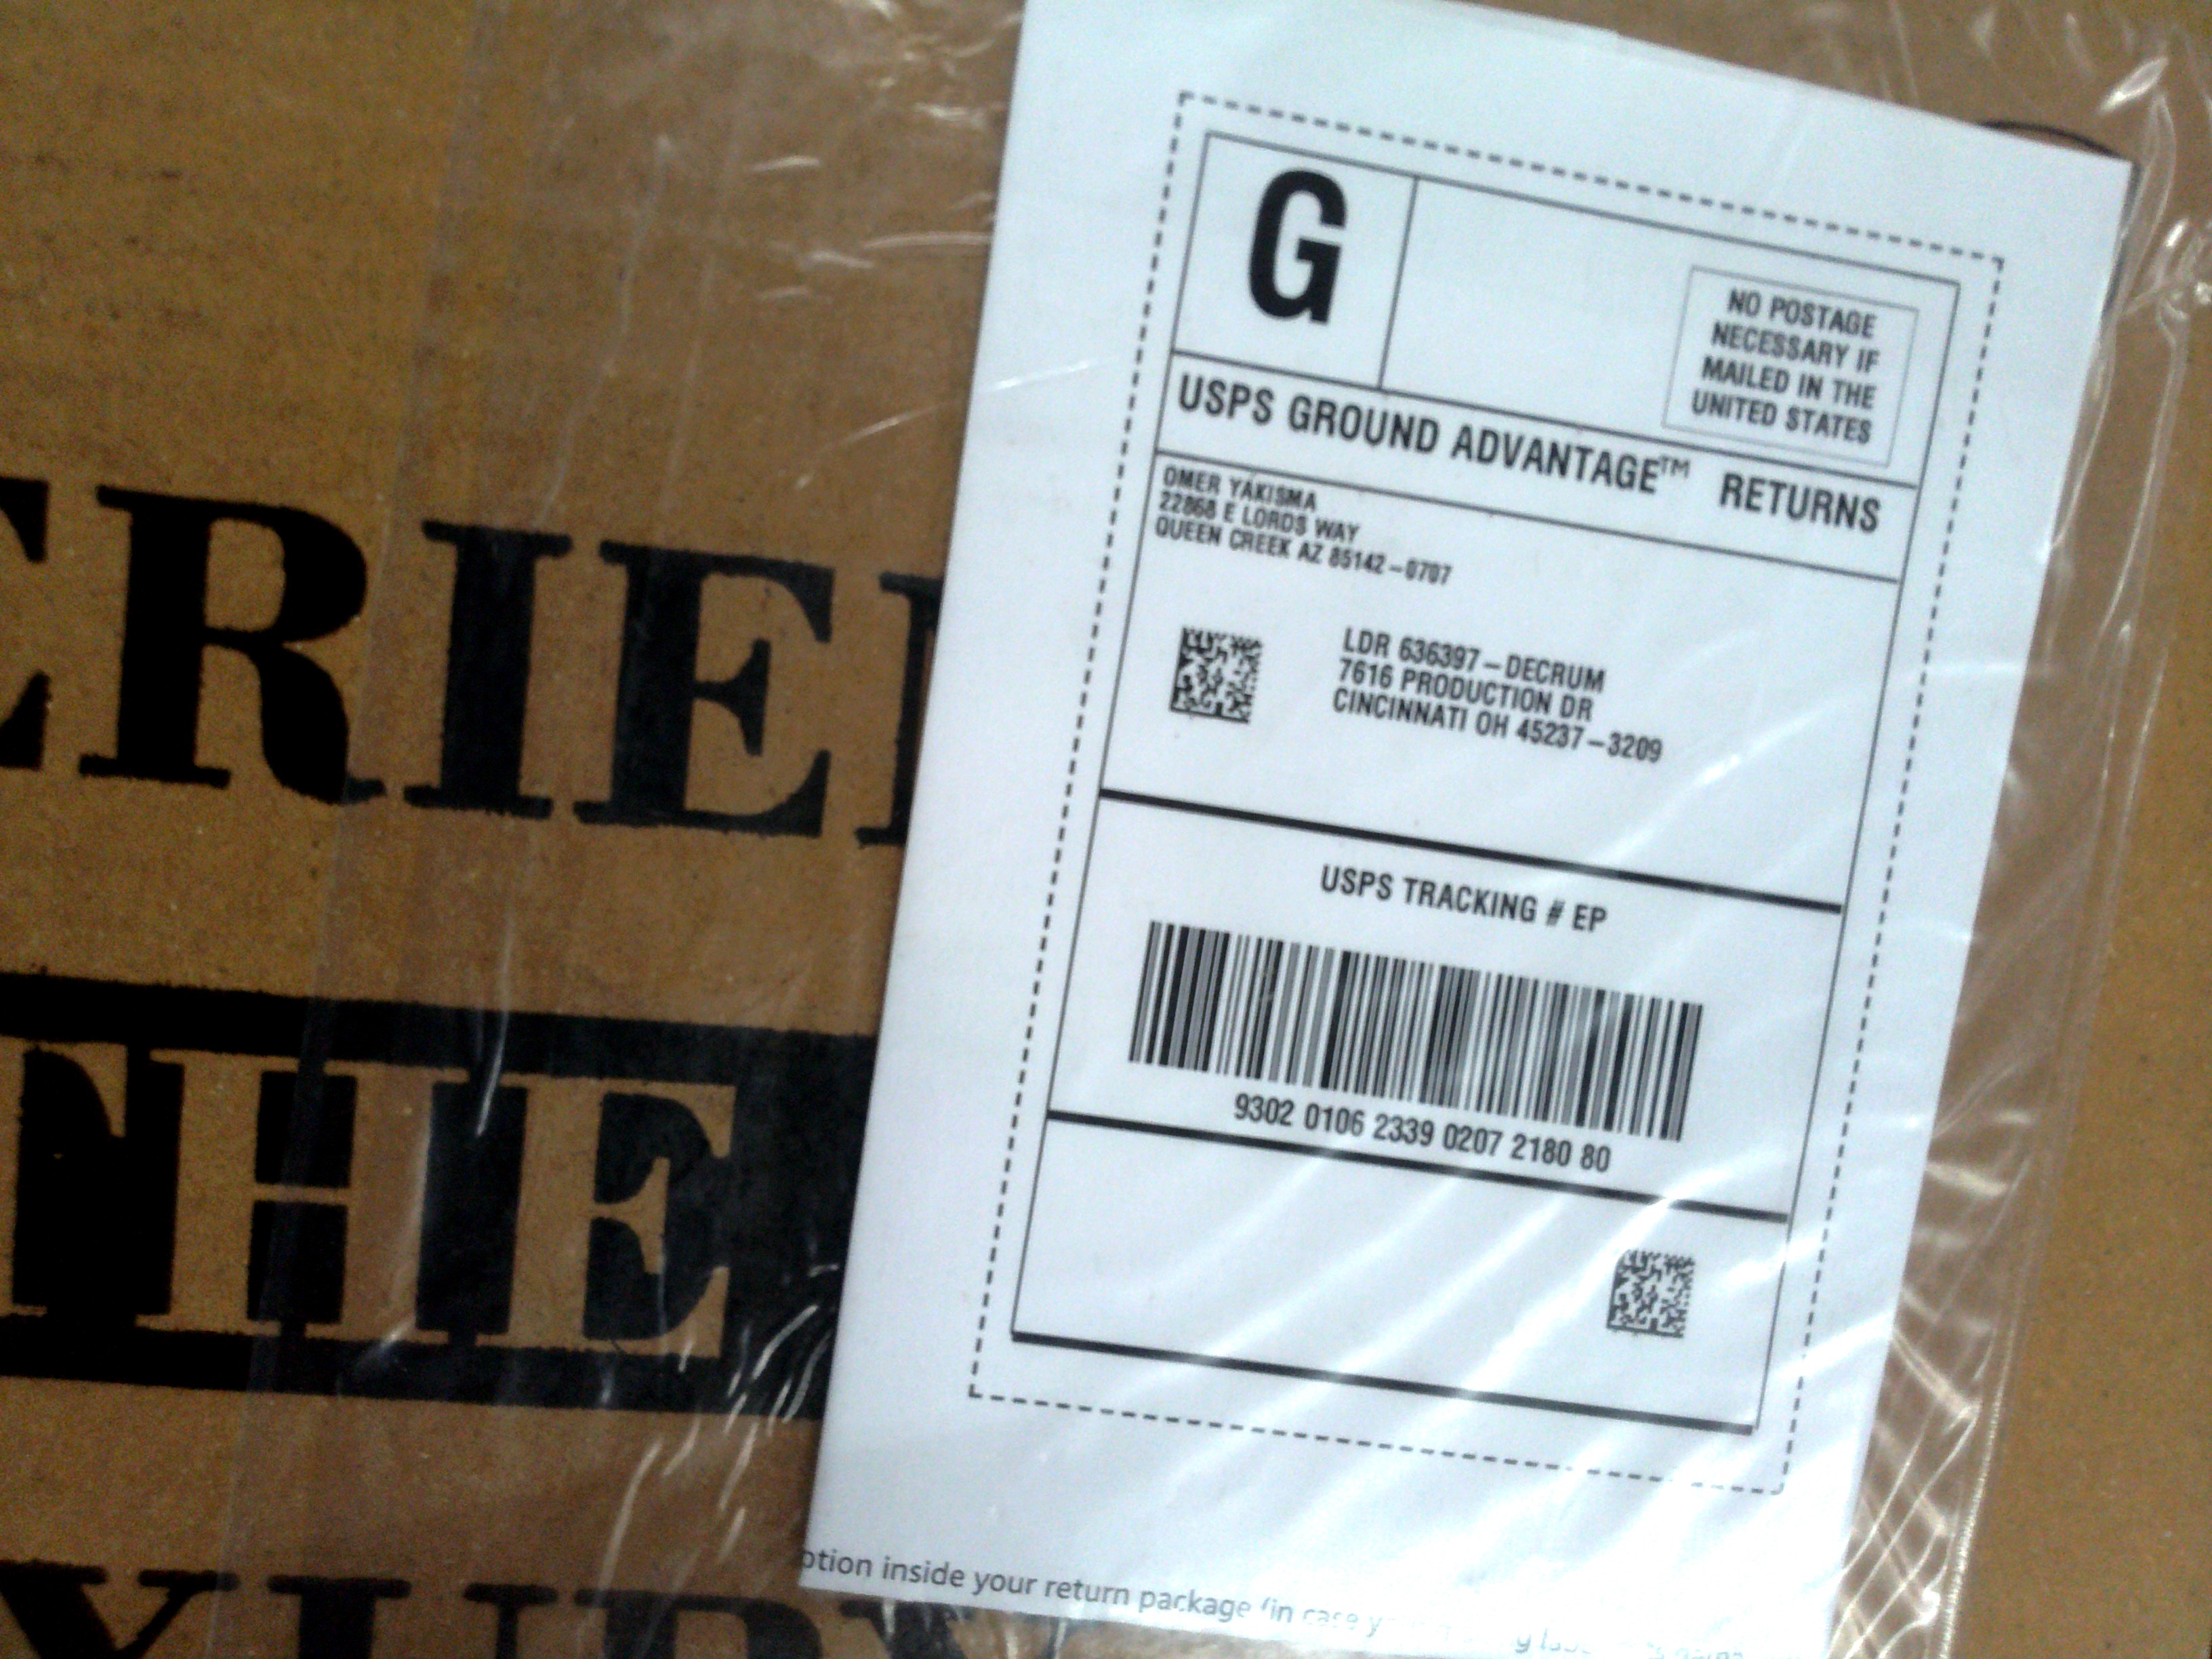 ERIE
THE
G
NO POSTAGE
NECESSARY IF
MAILED IN THE
UNITED STATES
USPS GROUND ADVANTAGE™ RETURNS
OMER YAKISMA
22868 E LORDS WAY
QUEEN CREEK AZ 85142-0707
LDR 636397-DECRUM
7616 PRODUCTION DR
CINCINNATI OH 45237-3209
USPS TRACKING # EP
9302 0106 2339 0207 2180 80
ption inside your return package (in case